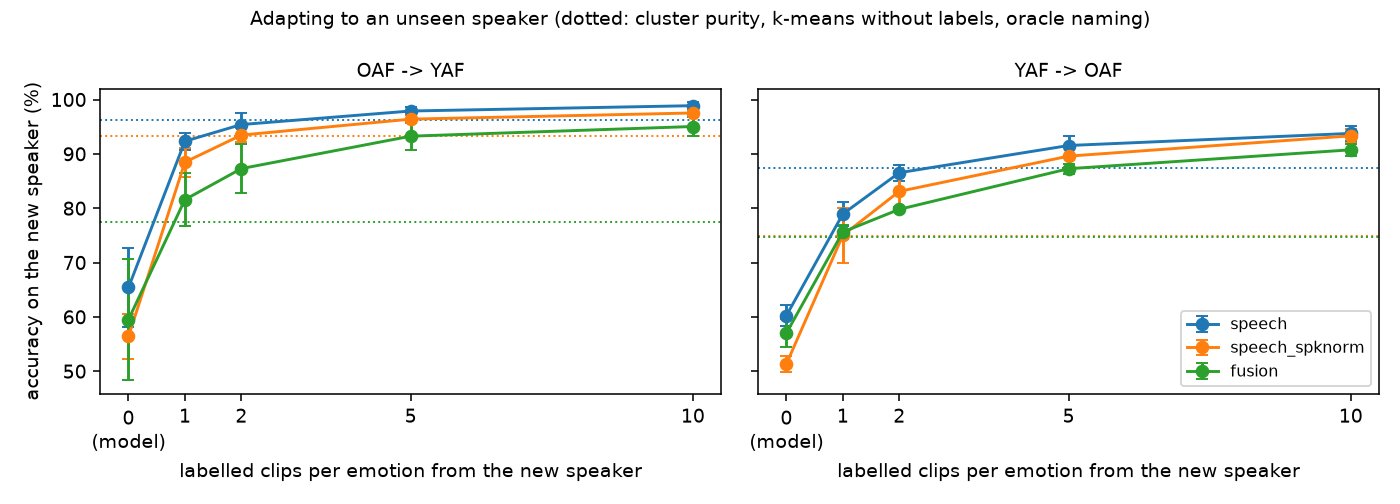 Adapting to an unseen speaker (dotted: cluster purity, k-means without labels, oracle naming)
OAF -> YAF
accuracy on the new speaker (%)
100
90
80
70
60
50
0
(model)
1
2
5
10
labelled clips per emotion from the new speaker
YAF -> OAF
speech
speech_spknorm
fusion
0
(model)
1
2
5
10
labelled clips per emotion from the new speaker